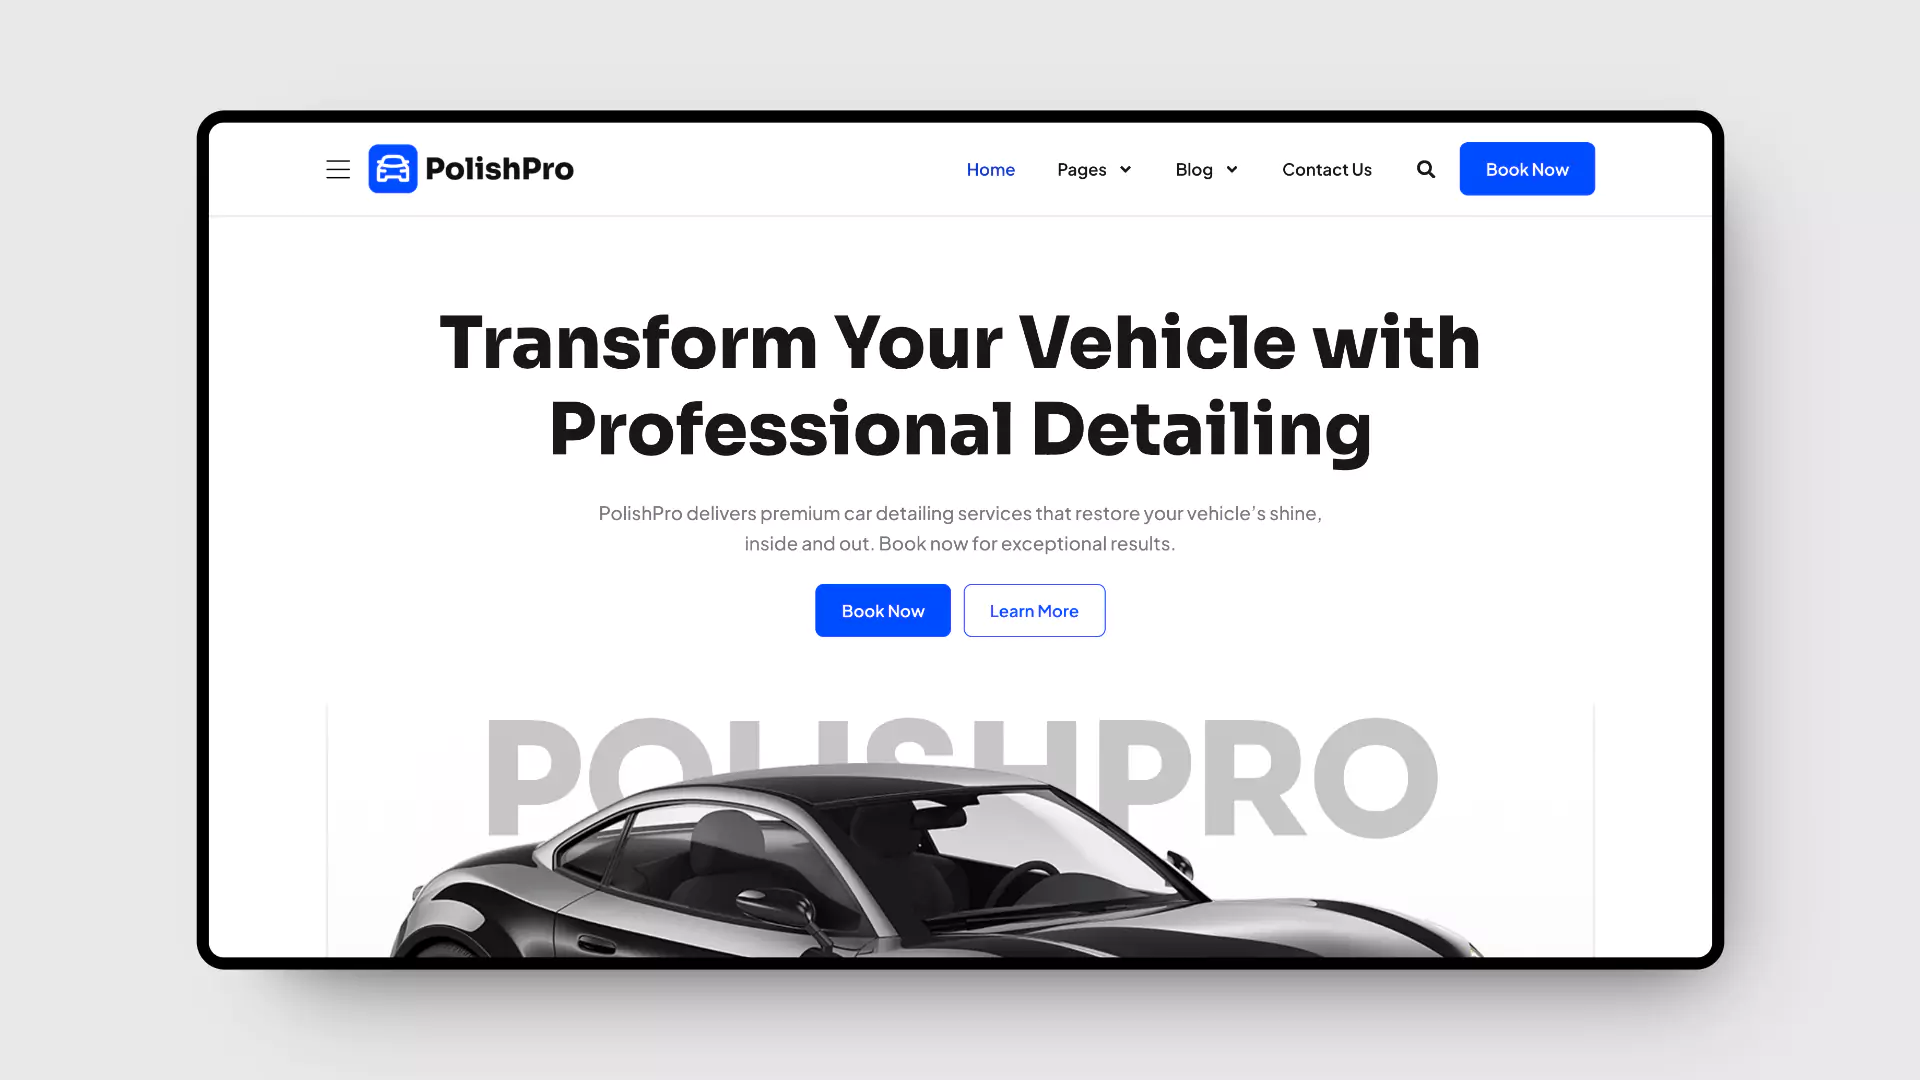 PolishPro
Home Pages Blog Contact Us Book Now
Transform Your Vehicle with
Professional Detailing
PolishPro delivers premium car detailing services that restore your vehicle’s shine,
inside and out. Book now for exceptional results.
Book Now Learn More
POLISHPRO